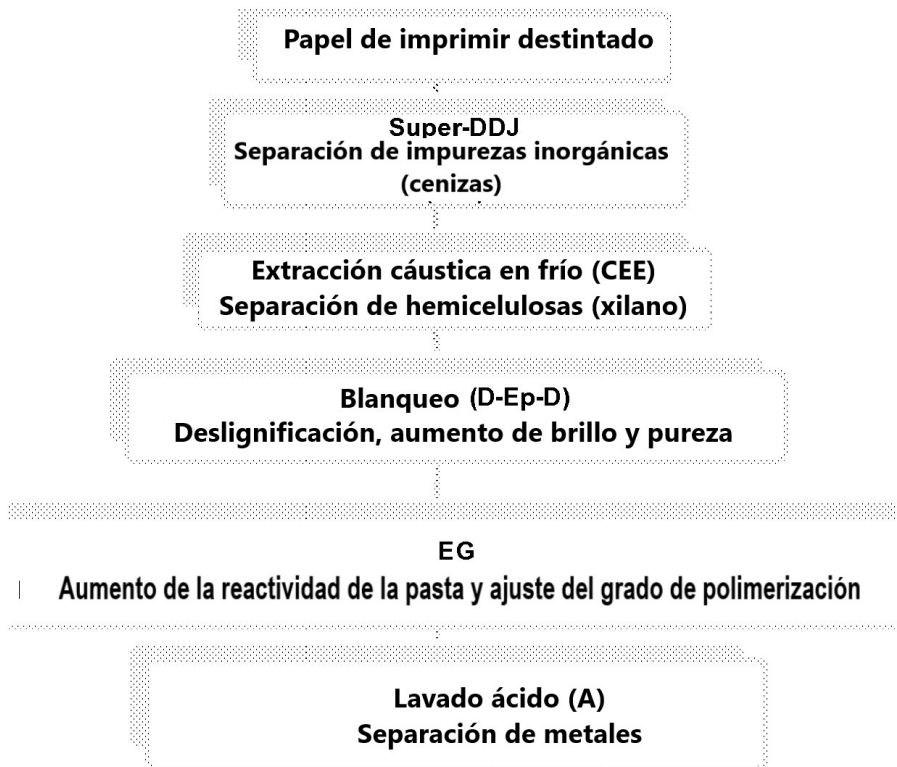 Papel de imprimir destintado
Super-DDJ
Separación de impurezas inorgánicas
(cenizas)
Extracción cáustica en frío (CEE)
Separación de hemicelulosas (xilano)
Blanqueo (D-Ep-D)
Deslignificación, aumento de brillo y pureza
EG
Aumento de la reactividad de la pasta y ajuste del grado de polimerización
Lavado ácido (A)
Separación de metales